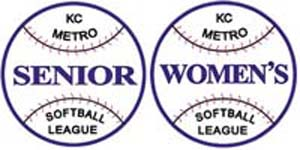 KC
METRO
SENIOR
SOFTBALL
LEAGUE
KC
METRO
WOMEN'S
SOFTBALL
LEAGUE